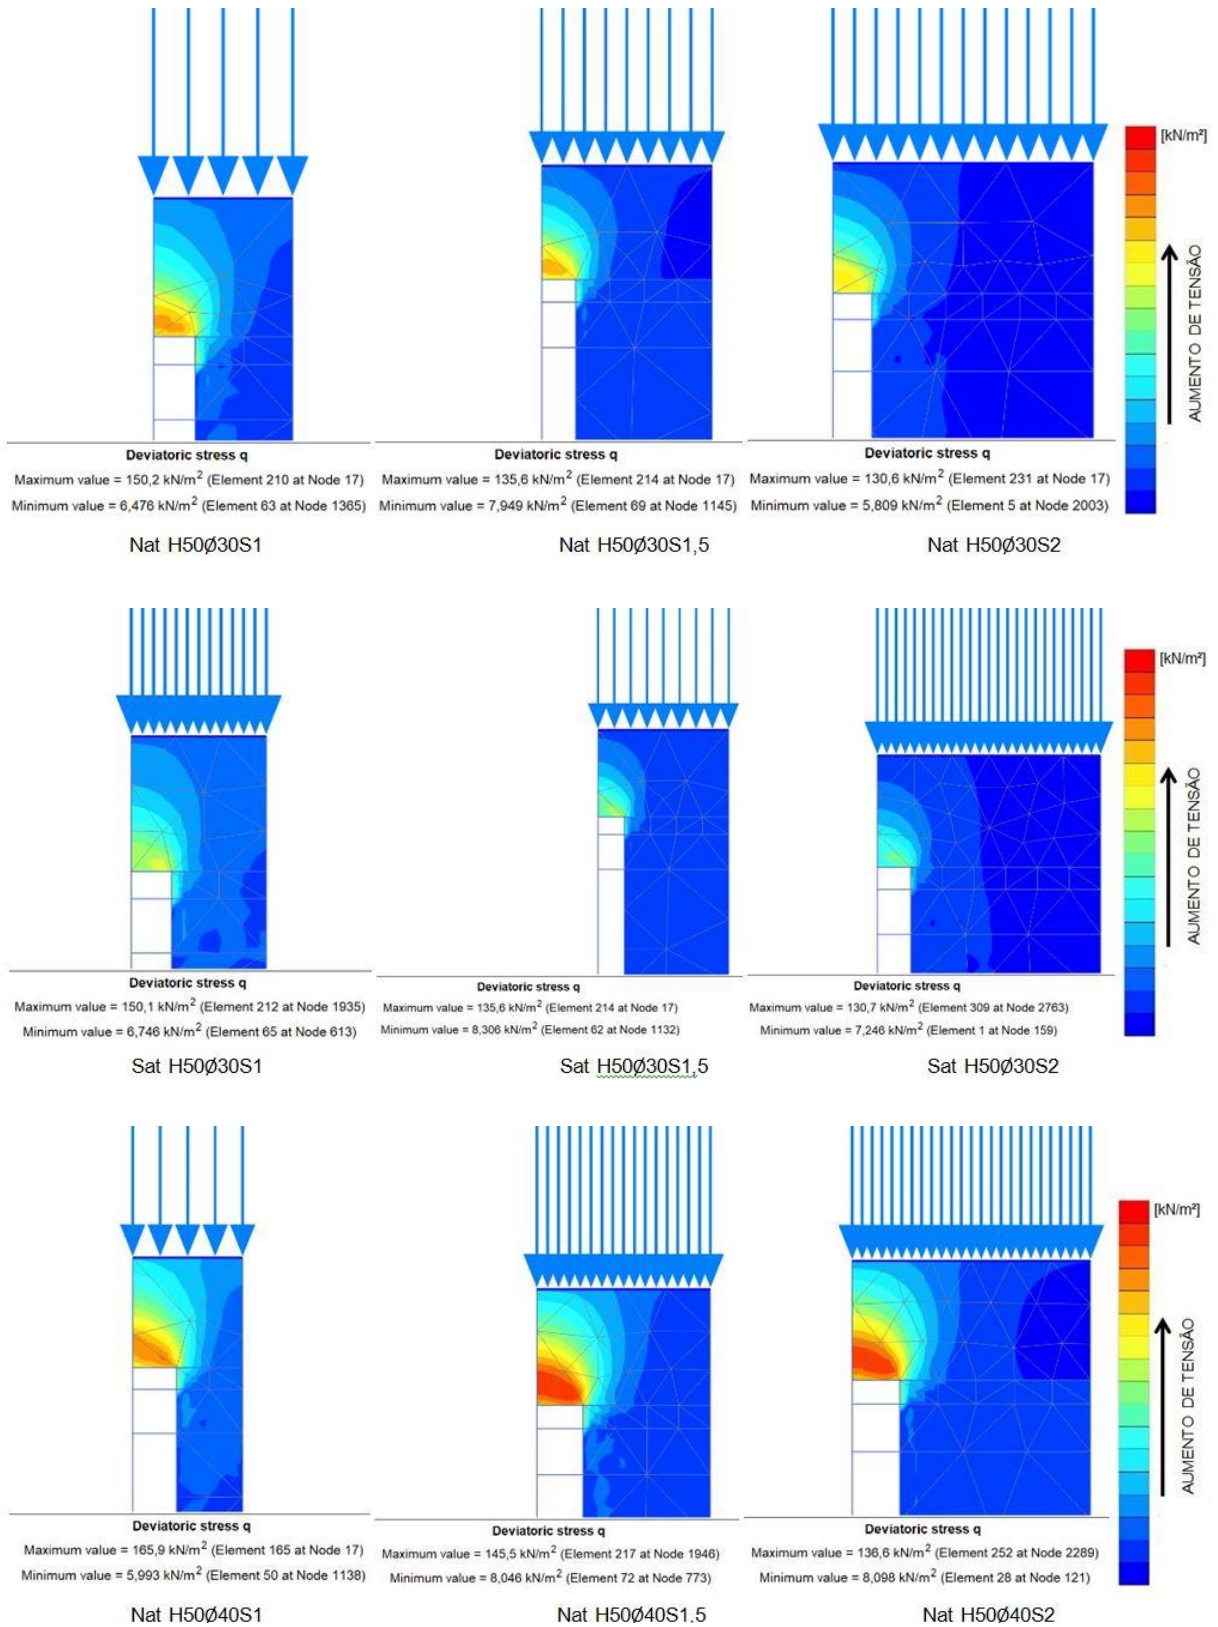 [kN/m²]
AUMENTO DE TENSÃO
Deviatoric stress q
Maximum value = 150,2 kN/m² (Element 210 at Node 17)
Minimum value = 6,476 kN/m² (Element 63 at Node 1365)
Nat H50Ø30S1
Deviatoric stress q
Maximum value = 135,6 kN/m² (Element 214 at Node 17)
Minimum value = 7,949 kN/m² (Element 69 at Node 1145)
Nat H50Ø30S1,5
Deviatoric stress q
Maximum value = 130,6 kN/m² (Element 231 at Node 17)
Minimum value = 5,809 kN/m² (Element 5 at Node 2003)
Nat H50Ø30S2
[kN/m²]
AUMENTO DE TENSÃO
Deviatoric stress q
Maximum value = 150,1 kN/m² (Element 212 at Node 1935)
Minimum value = 6,746 kN/m² (Element 65 at Node 613)
Sat H50Ø30S1
Deviatoric stress q
Maximum value = 135,6 kN/m² (Element 214 at Node 17)
Minimum value = 8,306 kN/m² (Element 62 at Node 1132)
Sat H50Ø30S1,5
Deviatoric stress q
Maximum value = 130,7 kN/m² (Element 309 at Node 2763)
Minimum value = 7,246 kN/m² (Element 1 at Node 159)
Sat H50Ø30S2
[kN/m²]
AUMENTO DE TENSÃO
Deviatoric stress q
Maximum value = 165,9 kN/m² (Element 165 at Node 17)
Minimum value = 5,993 kN/m² (Element 50 at Node 1138)
Nat H50Ø40S1
Deviatoric stress q
Maximum value = 145,5 kN/m² (Element 217 at Node 1946)
Minimum value = 8,046 kN/m² (Element 72 at Node 773)
Nat H50Ø40S1,5
Deviatoric stress q
Maximum value = 136,6 kN/m² (Element 252 at Node 2289)
Minimum value = 8,098 kN/m² (Element 28 at Node 121)
Nat H50Ø40S2